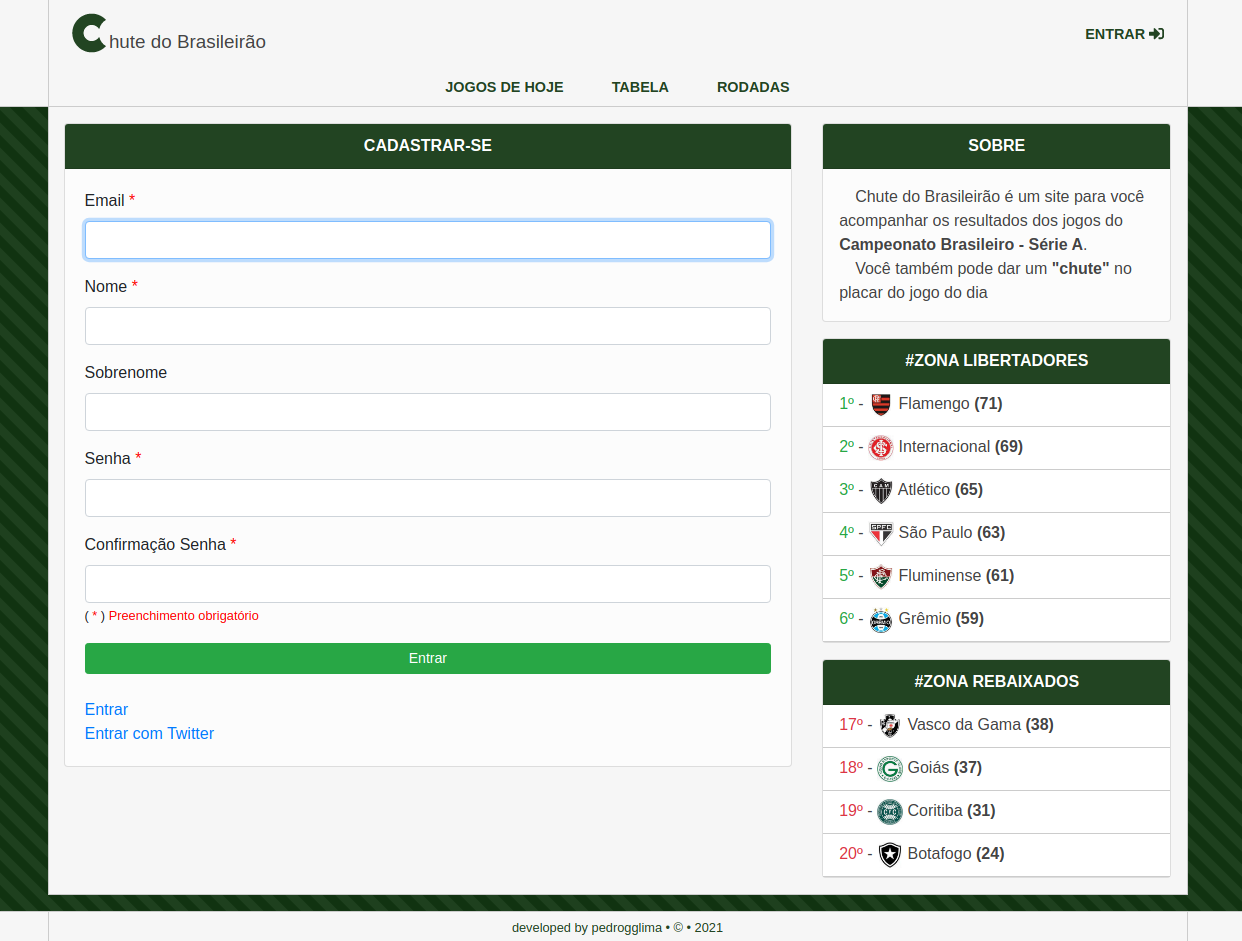 Chute do Brasileirão
ENTRAR
JOGOS DE HOJE TABELA RODADAS
CADASTRAR-SE
Email *
Nome *
Sobrenome
Senha *
Confirmação Senha *
( * ) Preenchimento obrigatório
Entrar
Entrar
Entrar com Twitter
SOBRE
Chute do Brasileirão é um site para você
acompanhar os resultados dos jogos do
Campeonato Brasileiro - Série A.
Você também pode dar um "chute" no
placar do jogo do dia
#ZONA LIBERTADORES
1º - Flamengo (71)
2º - Internacional (69)
3º - CAM Atlético (65)
4º - SPFC São Paulo (63)
5º - Fluminense (61)
6º - GRÊMIO Grêmio (59)
#ZONA REBAIXADOS
17º - Vasco da Gama (38)
18º - G Goiás (37)
19º - CFC Coritiba (31)
20º - Botafogo (24)
developed by pedrogglima • © • 2021